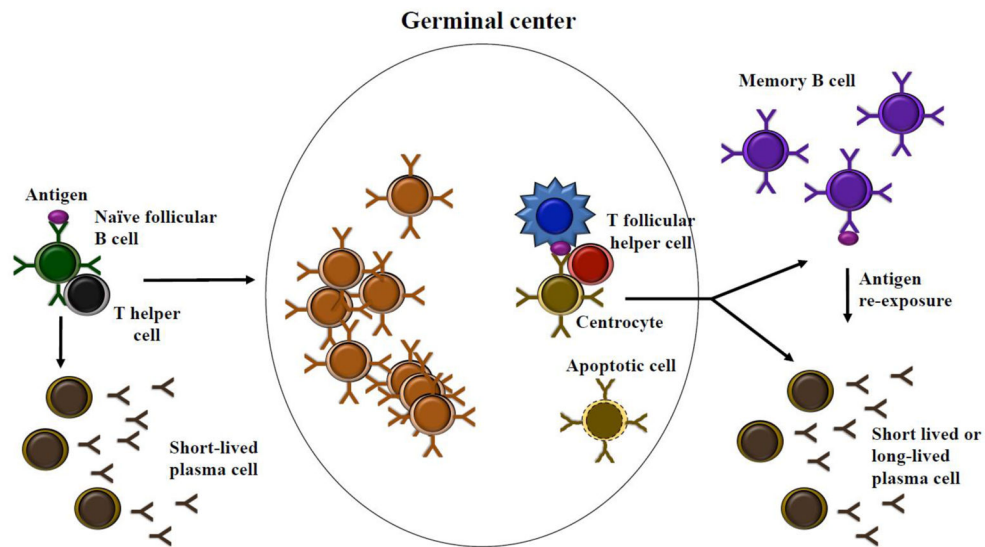 Germinal center
Antigen
Naïve follicular
B cell
T helper
cell
Short-lived
plasma cell
T follicular
helper cell
Centrocyte
Apoptotic cell
Memory B cell
Antigen
re-exposure
Short lived or
long-lived
plasma cell